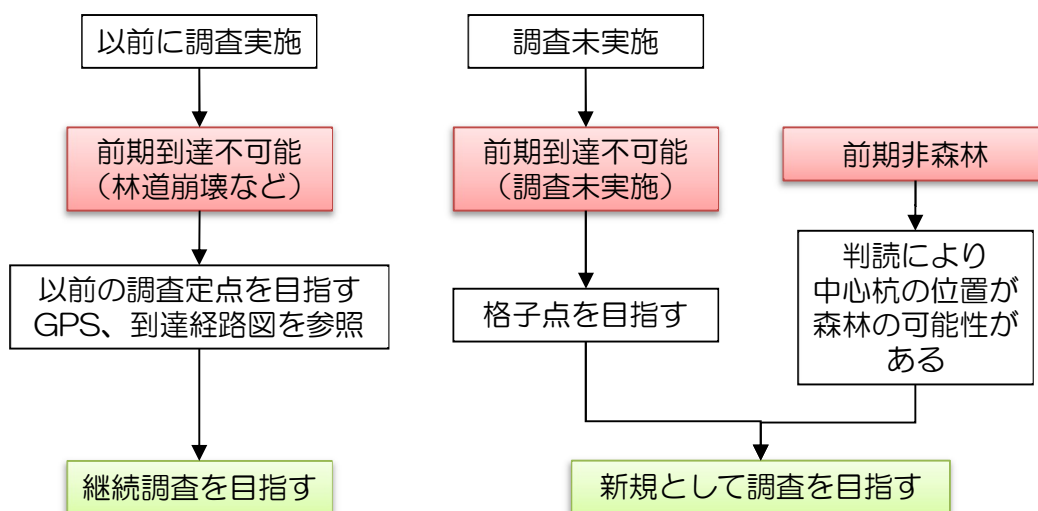 以前に調査実施
調査未実施
前期到達不可能
（林道崩壊など）
前期到達不可能
（調査未実施）
前期非森林
以前の調査定点を目指す
GPS、到達経路図を参照
格子点を目指す
判読により
中心杭の位置が
森林の可能性が
ある
継続調査を目指す
新規として調査を目指す